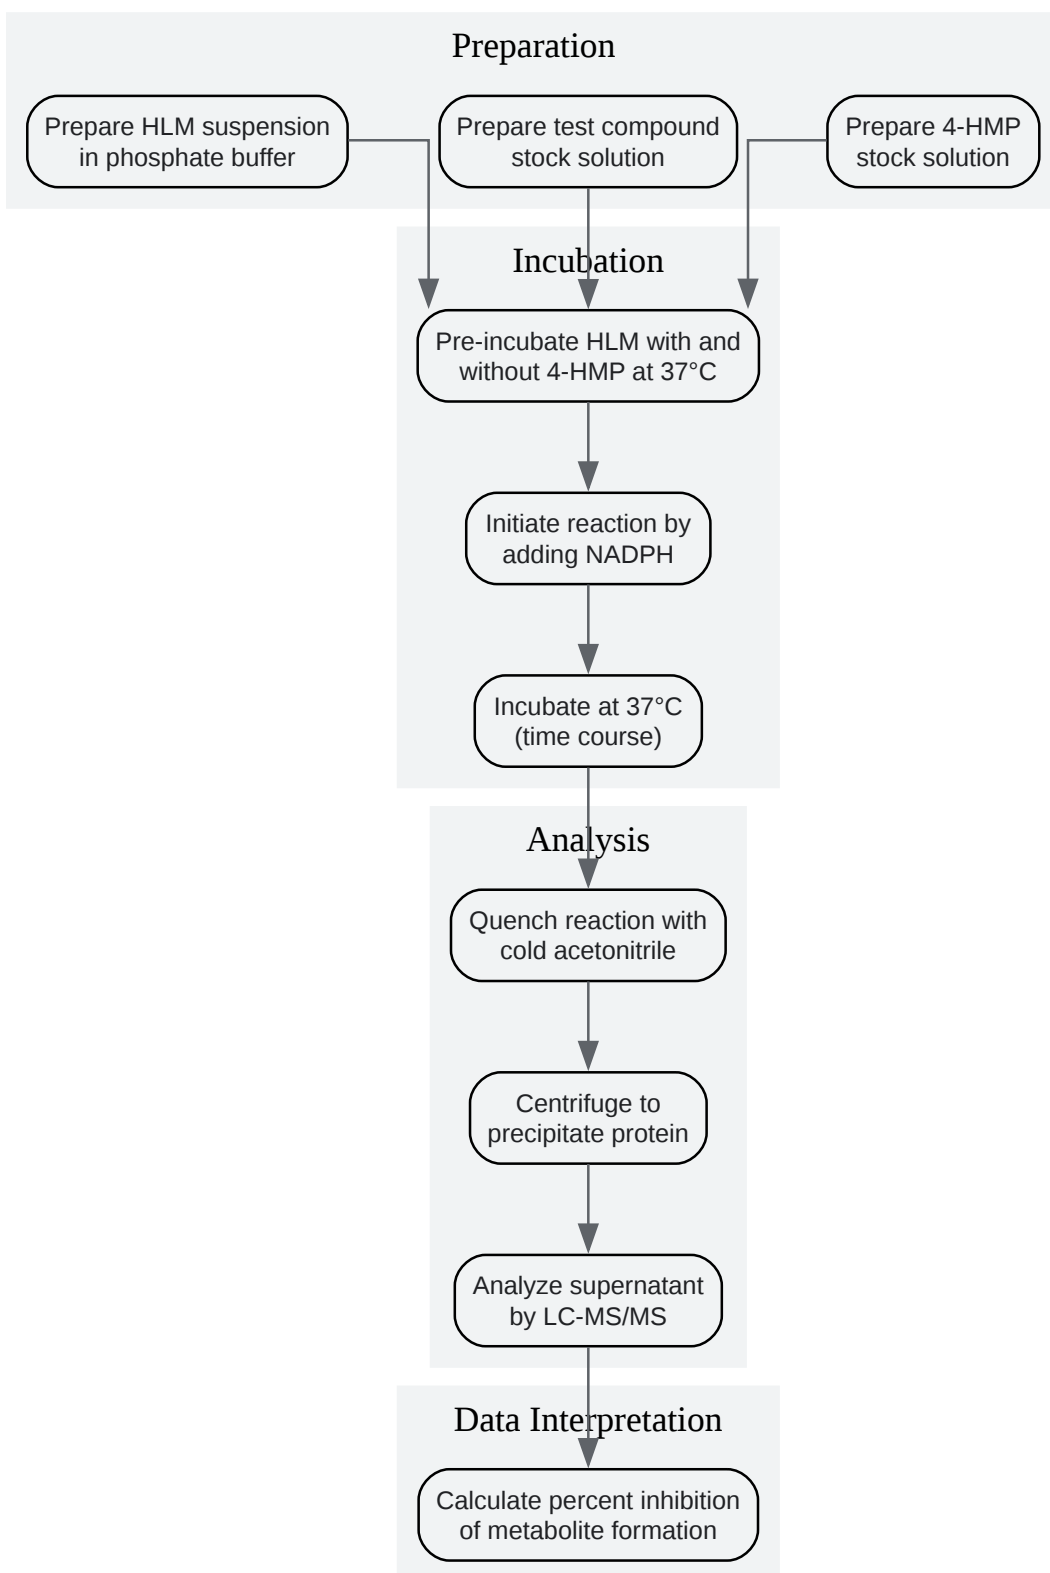 Preparation
Prepare HLM suspension
in phosphate buffer
Prepare test compound
stock solution
Prepare 4-HMP
stock solution
Incubation
Pre-incubate HLM with and
without 4-HMP at 37°C
Initiate reaction by
adding NADPH
Incubate at 37°C
(time course)
Analysis
Quench reaction with
cold acetonitrile
Centrifuge to
precipitate protein
Analyze supernatant
by LC-MS/MS
Data Interpretation
Calculate percent inhibition
of metabolite formation